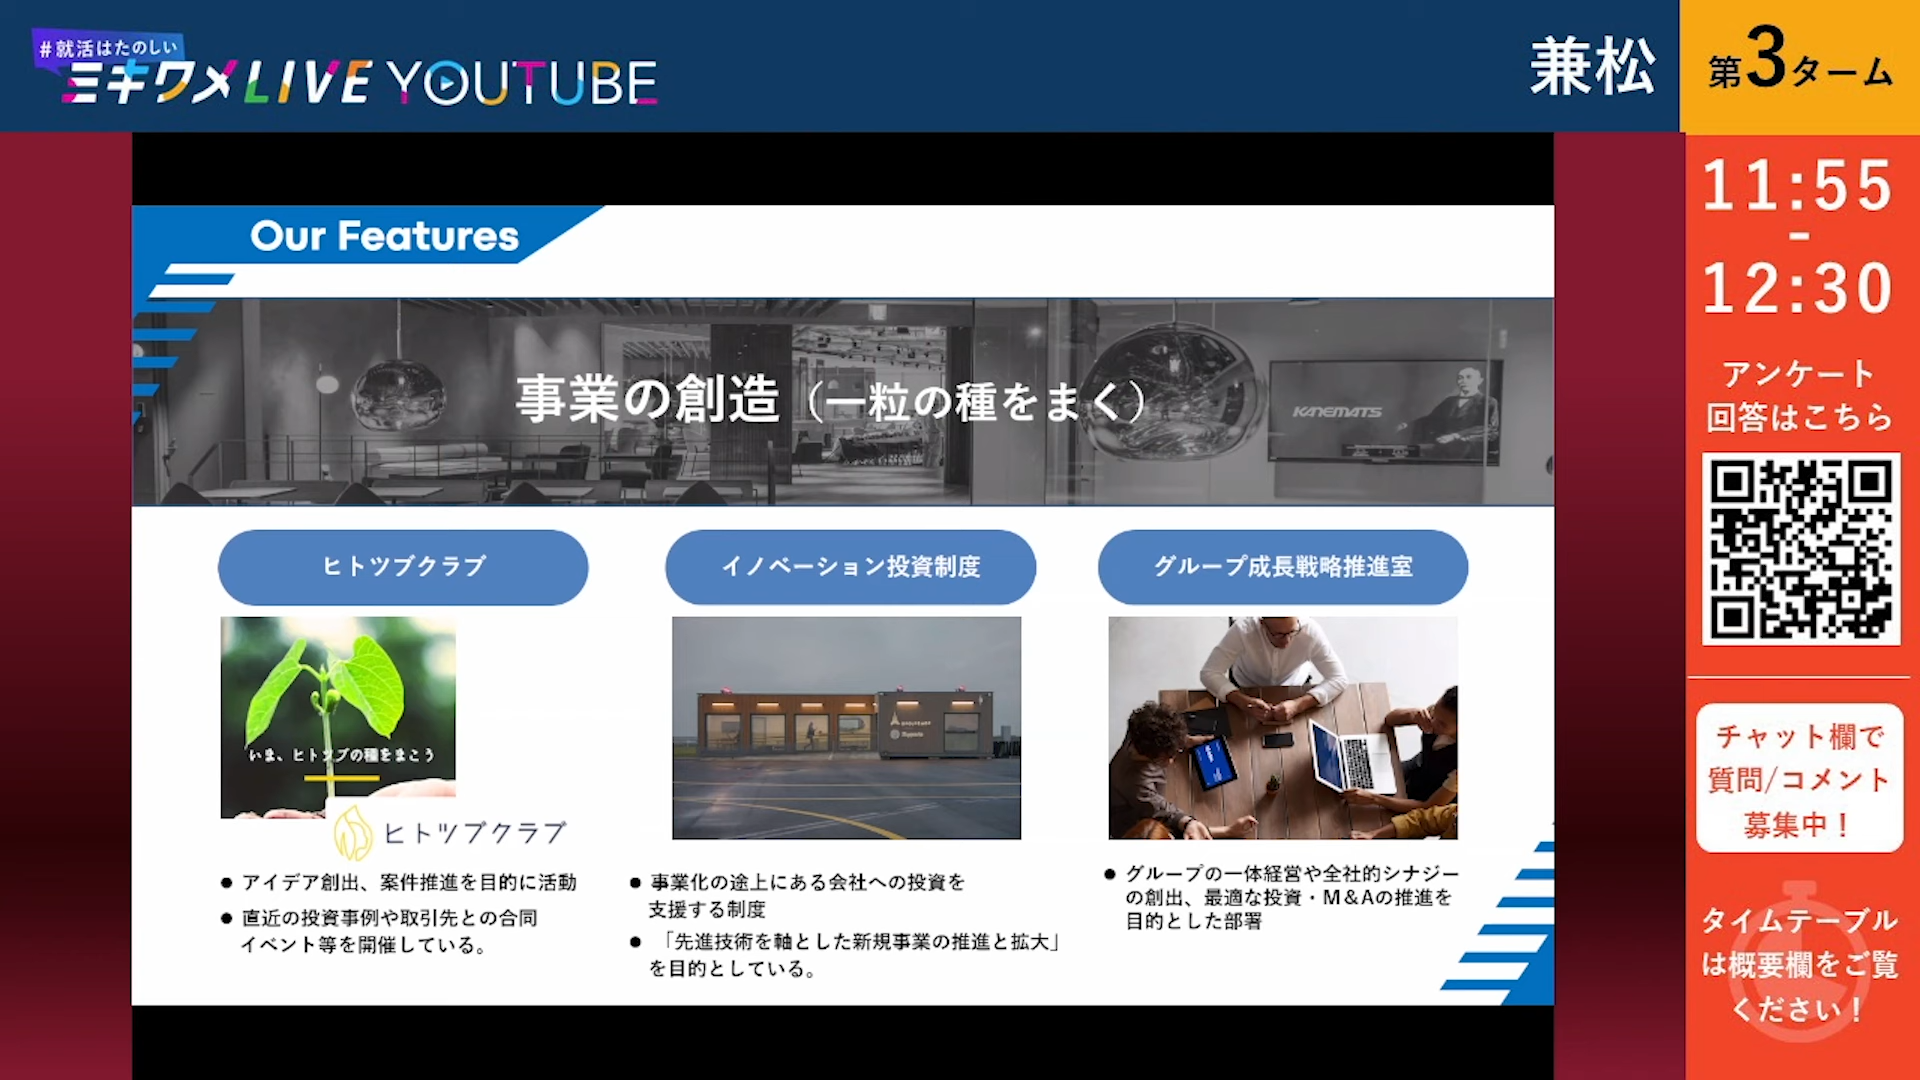 #就活はたのしい
ミキワメLIVE YOUTUBE
兼松
第3ターム
Our Features
事業の創造（一粒の種をまく）
KANEMATS
ヒトツブクラブ
いま、ヒトツブの種をまこう
ヒトツブクラブ
● アイデア創出、案件推進を目的に活動
● 直近の投資事例や取引先との合同
イベント等を開催している。
イノベーション投資制度
● 事業化の途上にある会社への投資を
支援する制度
● 「先進技術を軸とした新規事業の推進と拡大」
を目的としている。
グループ成長戦略推進室
● グループの一体経営や全社的シナジー
の創出、最適な投資・M&Aの推進を
目的とした部署
11:55
-
12:30
アンケート
回答はこちら
チャット欄で
質問/コメント
募集中！
タイムテーブル
は概要欄をご覧
ください！